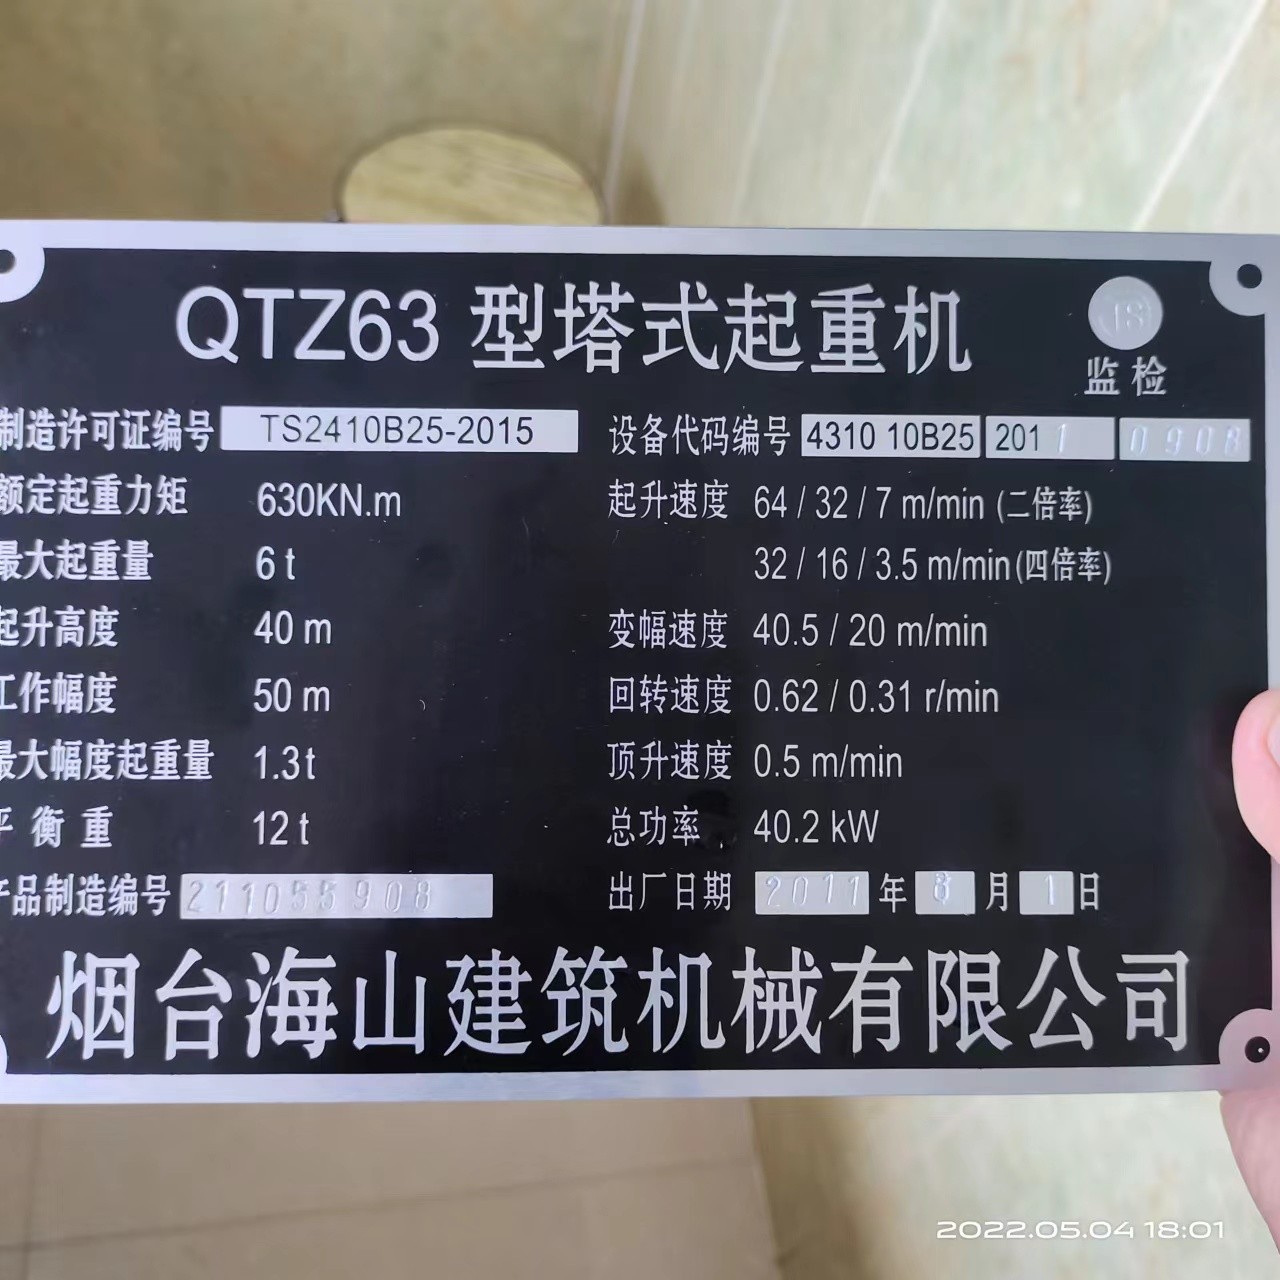 QTZ63 型塔式起重机
监检
制造许可证编号 TS2410B25-2015 设备代码编号 4310 10B25 2011 0908
额定起重力矩 630KN.m 起升速度 64 / 32 / 7 m/min (二倍率)
最大起重量 6 t 32 / 16 / 3.5 m/min (四倍率)
起升高度 40 m 变幅速度 40.5 / 20 m/min
工作幅度 50 m 回转速度 0.62 / 0.31 r/min
最大幅度起重量 1.3t 顶升速度 0.5 m/min
平衡重 12 t 总功率 40.2 kW
产品制造编号 211055908 出厂日期 2011 年 8 月 1 日
烟台海山建筑机械有限公司
2022.05.04 18:01